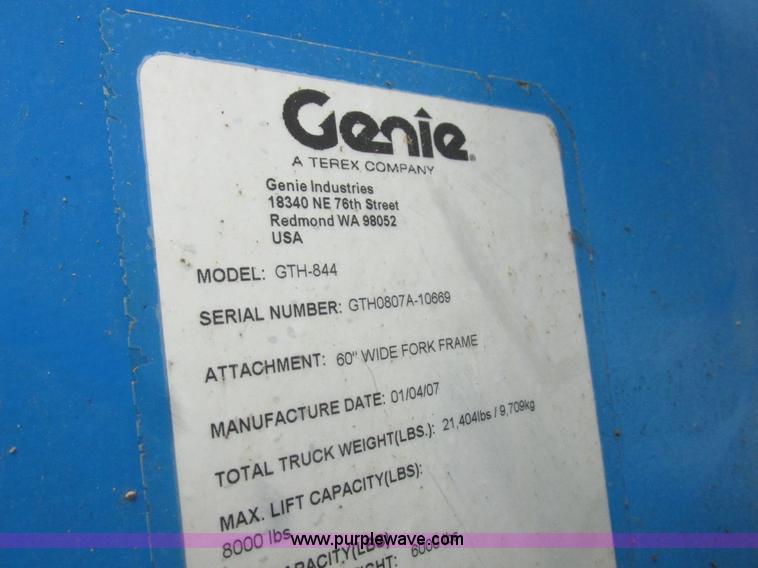 Genie
A TEREX COMPANY
Genie Industries
18340 NE 76th Street
Redmond WA 98052
USA
MODEL: GTH-844
SERIAL NUMBER: GTH0807A-10669
ATTACHMENT: 60" WIDE FORK FRAME
MANUFACTURE DATE: 01/04/07
TOTAL TRUCK WEIGHT(LBS.): 21,404lbs / 9,709kg
MAX. LIFT CAPACITY(LBS):
8000 lbs
www.purplewave.com